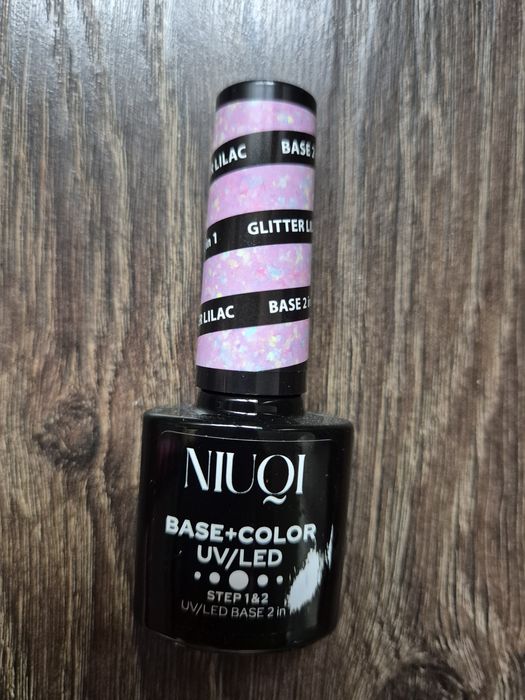 LILAC BASE 2
in 1 GLITTER
LILAC BASE 2 in
NIUQI
BASE+COLOR
UV/LED
STEP 1&2
UV/LED BASE 2 in